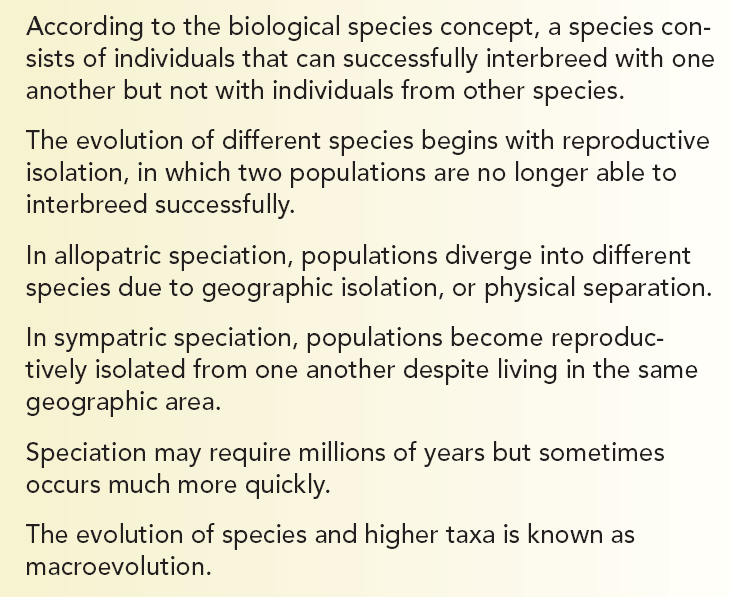 According to the biological species concept, a species con-
sists of individuals that can successfully interbreed with one
another but not with individuals from other species.
The evolution of different species begins with reproductive
isolation, in which two populations are no longer able to
interbreed successfully.
In allopatric speciation, populations diverge into different
species due to geographic isolation, or physical separation.
In sympatric speciation, populations become reproduc-
tively isolated from one another despite living in the same
geographic area.
Speciation may require millions of years but sometimes
occurs much more quickly.
The evolution of species and higher taxa is known as
macroevolution.